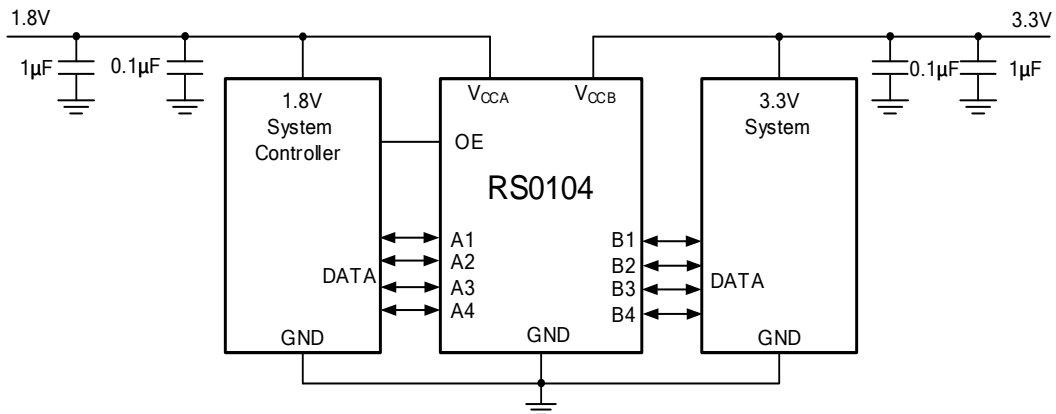 1.8V
3.3V
1μF
0.1μF
0.1μF
1μF
1.8V
System
Controller
VCCA
VCCB
3.3V
System
OE
RS0104
A1
A2
A3
A4
B1
B2
B3
B4
DATA
DATA
GND
GND
GND